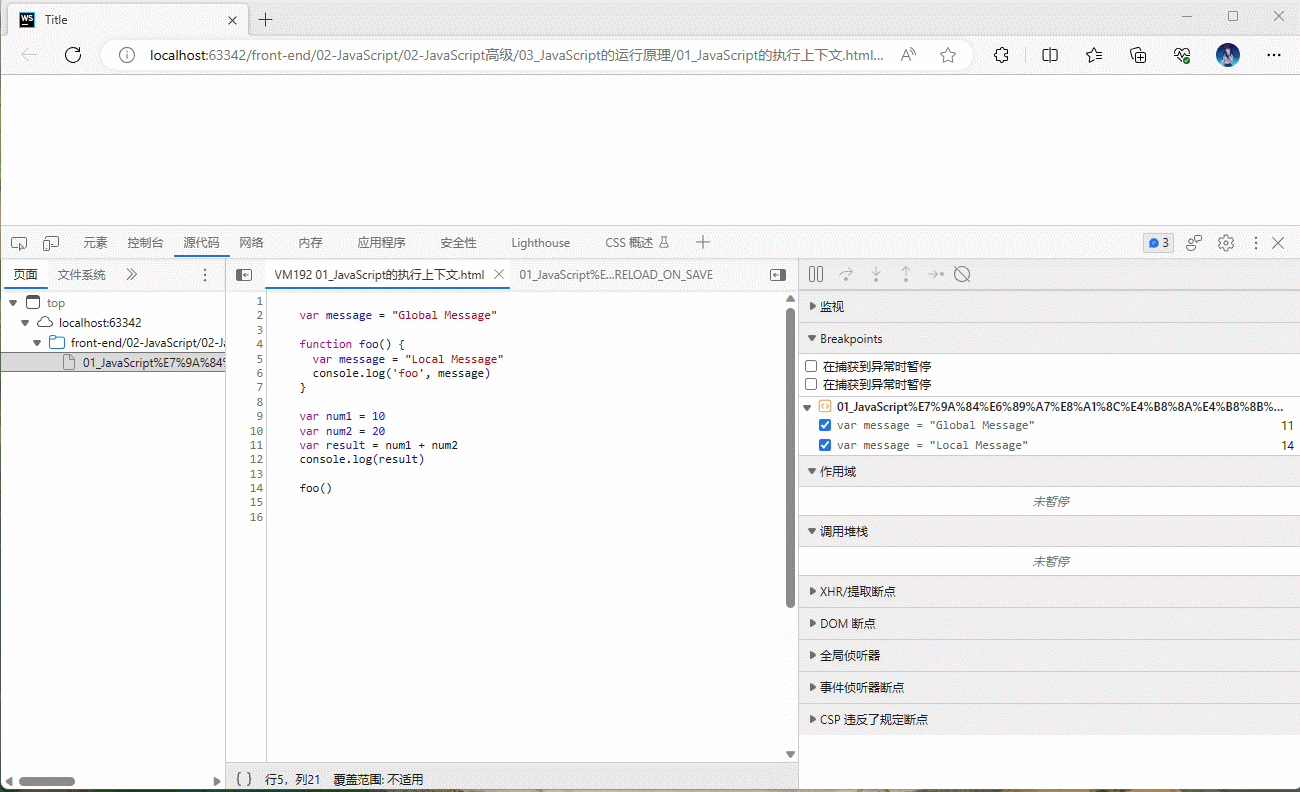 WS Title
localhost:63342/front-end/02-JavaScript/02-JavaScript高级/03_JavaScript的运行原理/01_JavaScript的执行上下文.html...
元素 控制台 源代码 网络 内存 应用程序 安全性 Lighthouse CSS 概述 3
页面 文件系统
top
localhost:63342
front-end/02-JavaScript/02-Ja
01_JavaScript%E7%9A%84%
VM192 01_JavaScript的执行上下文.html 01_JavaScript%E...RELOAD_ON_SAVE
1
2 var message = "Global Message"
3
4 function foo() {
5 var message = "Local Message"
6 console.log('foo', message)
7 }
8
9 var num1 = 10
10 var num2 = 20
11 var result = num1 + num2
12 console.log(result)
13
14 foo()
15
16
{ } 行5，列21 覆盖范围: 不适用
监视
Breakpoints
在捕获到异常时暂停
在捕获到异常时暂停
01_JavaScript%E7%9A%84%E6%89%A7%E8%A1%8C%E4%B8%8A%E4%B8%8B%...
var message = "Global Message" 11
var message = "Local Message" 14
作用域
未暂停
调用堆栈
未暂停
XHR/提取断点
DOM 断点
全局侦听器
事件侦听器断点
CSP 违反了规定断点